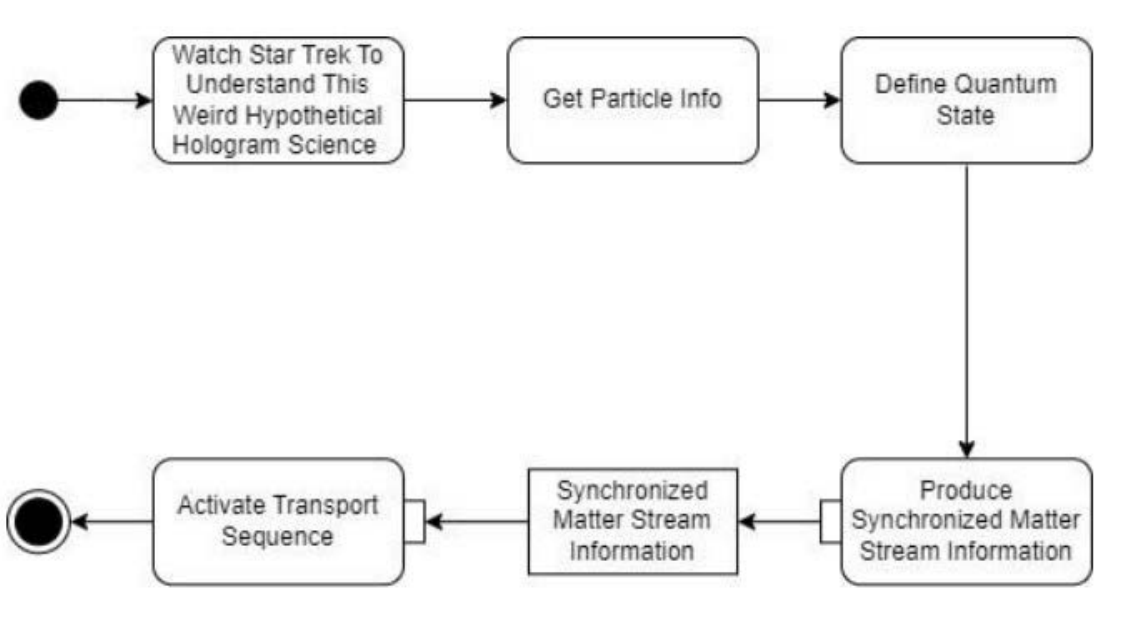 Watch Star Trek To
Understand This
Weird Hypothetical
Hologram Science
Get Particle Info
Define Quantum
State
Produce
Synchronized Matter
Stream Information
Synchronized
Matter Stream
Information
Activate Transport
Sequence